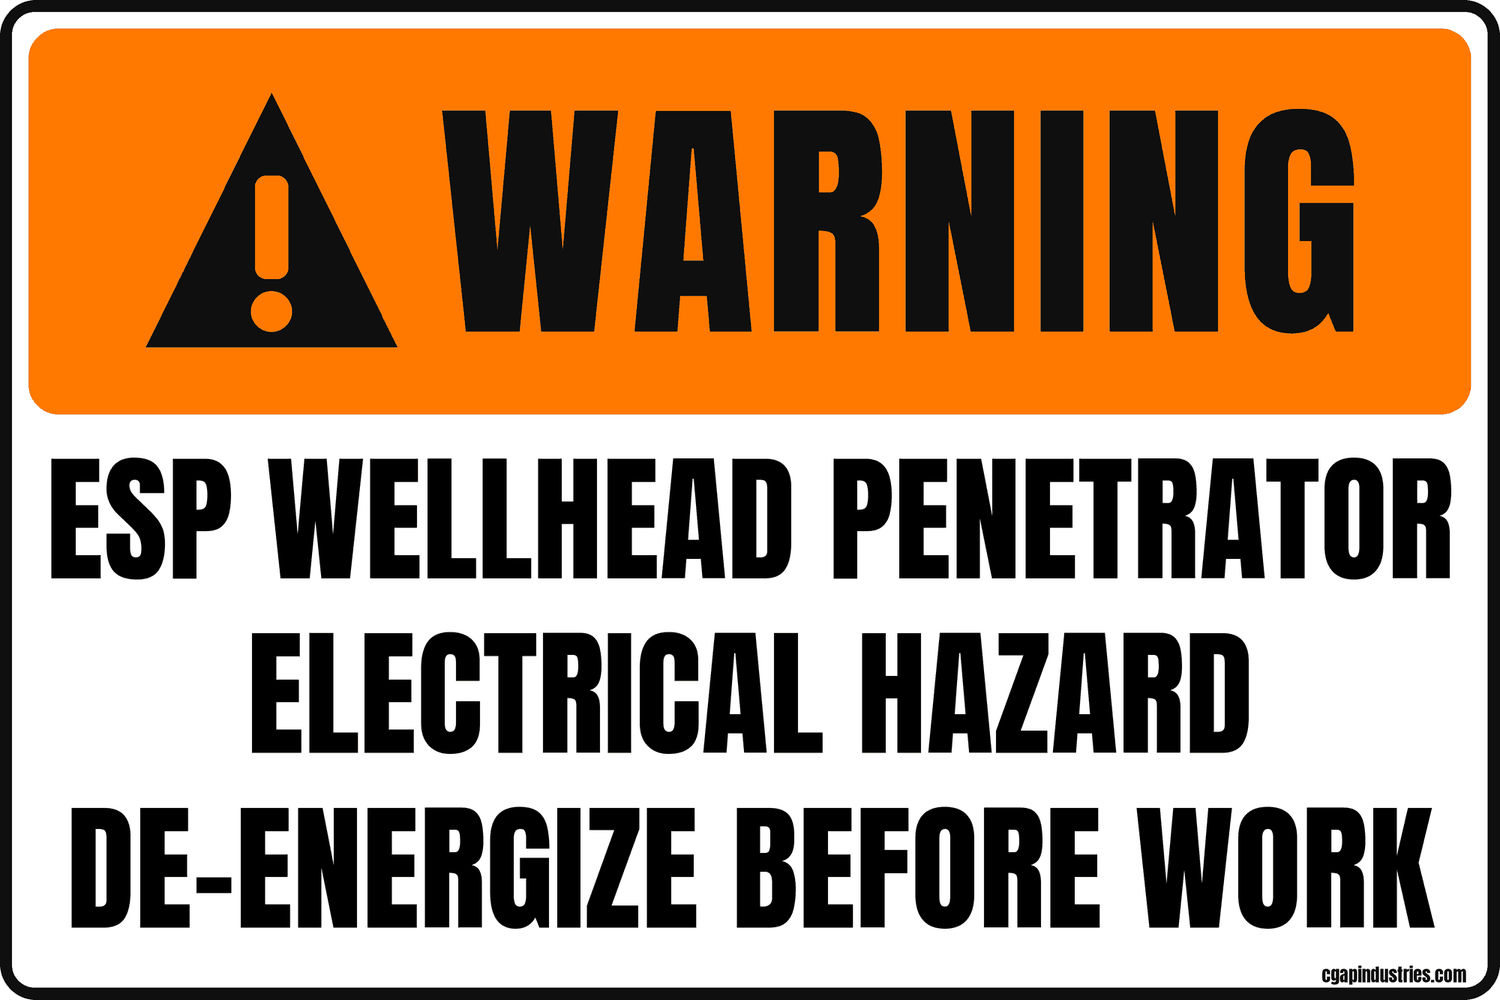 WARNING
ESP WELLHEAD PENETRATOR
ELECTRICAL HAZARD
DE-ENERGIZE BEFORE WORK
cgapindustries.com